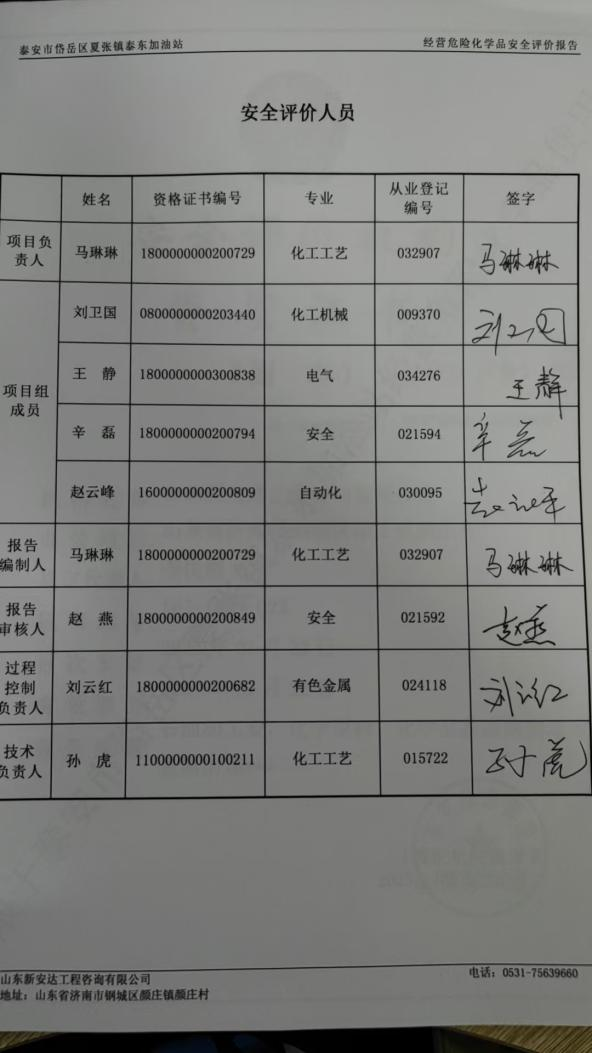 泰安市岱岳区夏张镇泰东加油站 经营危险化学品安全评价报告
安全评价人员
姓名 资格证书编号 专业 从业登记编号 签字
项目负责人 马琳琳 1800000000200729 化工工艺 032907 马琳琳
项目组成员
刘卫国 0800000000203440 化工机械 009370 刘卫国
王 静 1800000000300838 电气 034276 王静
辛 磊 1800000000200794 安全 021594 辛磊
赵云峰 1600000000200809 自动化 030095 赵云峰
报告编制人 马琳琳 1800000000200729 化工工艺 032907 马琳琳
报告审核人 赵 燕 1800000000200849 安全 021592 赵燕
过程控制负责人 刘云红 1800000000200682 有色金属 024118 刘云红
技术负责人 孙 虎 1100000000100211 化工工艺 015722 孙虎
山东新安达工程咨询有限公司 电话：0531-75639660
地址：山东省济南市钢城区颜庄镇颜庄村